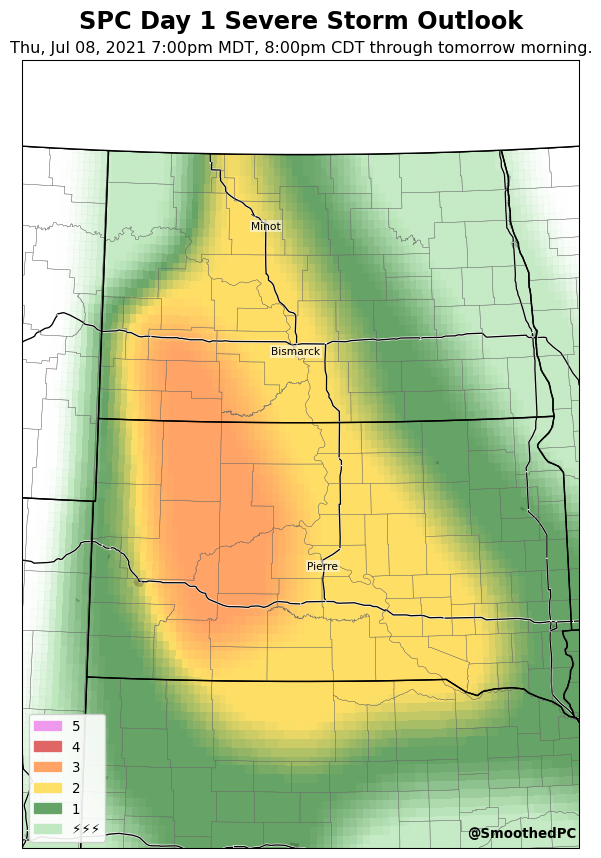 SPC Day 1 Severe Storm Outlook
Thu, Jul 08, 2021 7:00pm MDT, 8:00pm CDT through tomorrow morning.
Minot
Bismarck
Pierre
5
4
3
2
1
⚡⚡⚡
@SmoothedPC